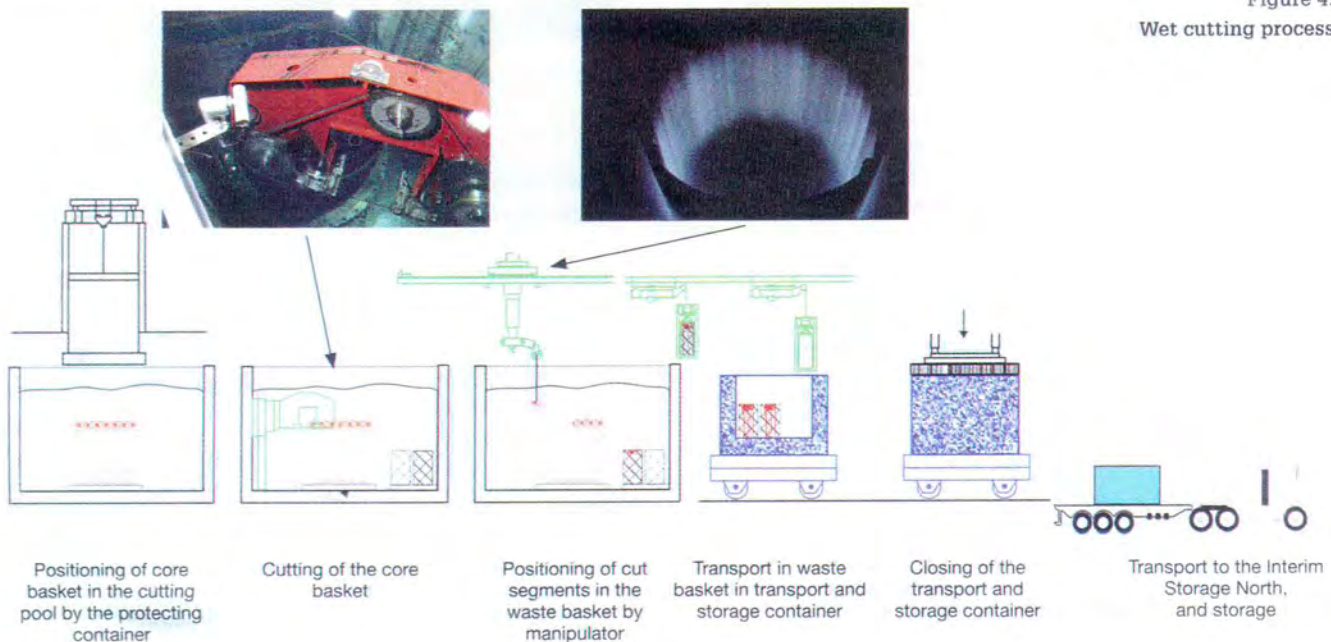 Figure 4.
Wet cutting process
Positioning of core
basket in the cutting
pool by the protecting
container
Cutting of the core
basket
Positioning of cut
segments in the
waste basket by
manipulator
Transport in waste
basket in transport and
storage container
Closing of the
transport and
storage container
Transport to the Interim
Storage North,
and storage